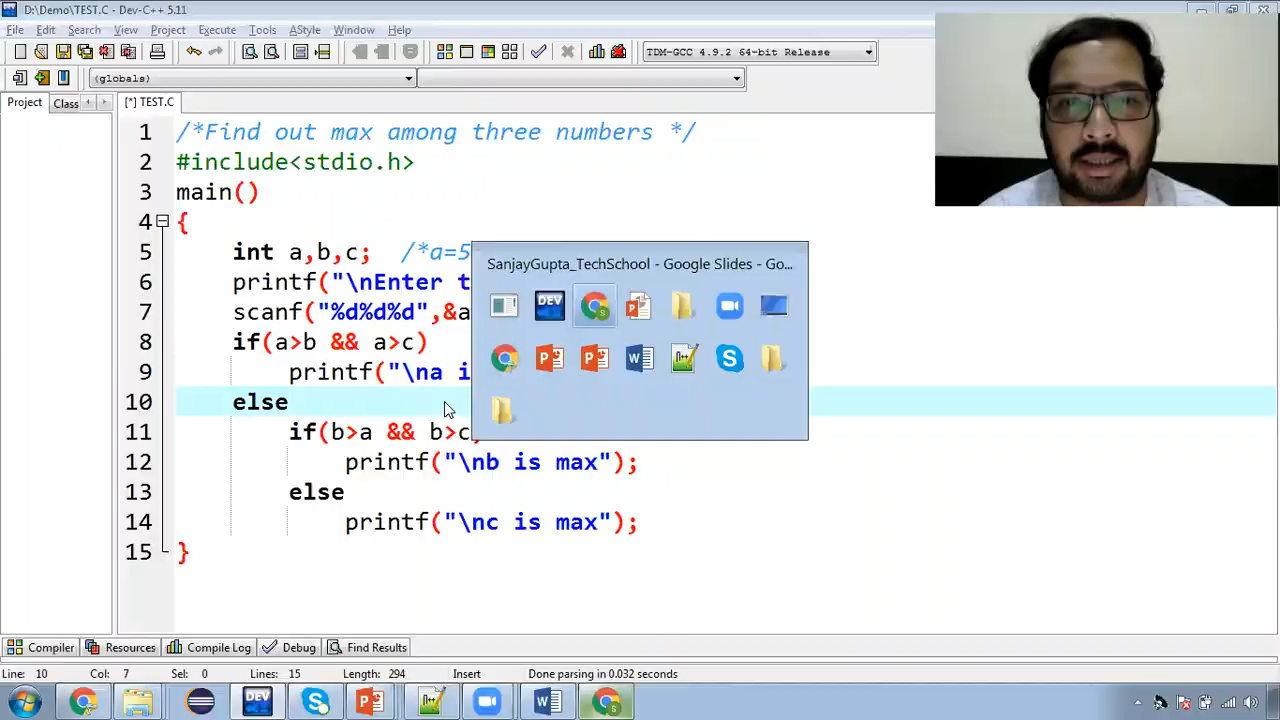 D:\Demo\TEST.C - Dev-C++ 5.11
File Edit Search View Project Execute Tools AStyle Window Help
TDM-GCC 4.9.2 64-bit Release
(globals)
Project Class [*] TEST.C
1 /*Find out max among three numbers */
2 #include<stdio.h>
3 main()
4 {
5 int a,b,c; /*a=5
6 printf("\nEnter t
7 scanf("%d%d%d",&a
8 if(a>b && a>c)
9 printf("\na i
10 else
11 if(b>a && b>c)
12 printf("\nb is max");
13 else
14 printf("\nc is max");
15 }
SanjayGupta_TechSchool - Google Slides - Go...
DEV
Compiler Resources Compile Log Debug Find Results
Line: 10 Col: 7 Sel: 0 Lines: 15 Length: 294 Insert Done parsing in 0.032 seconds
DEV